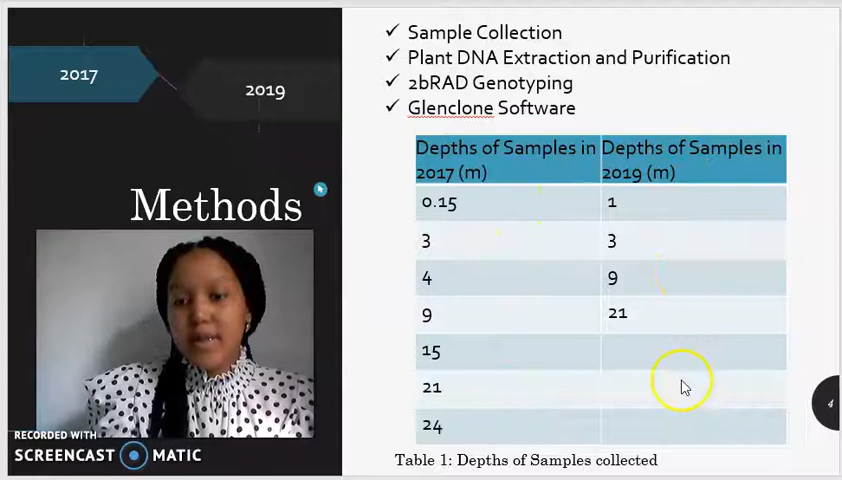 2017
2019
Methods
✓ Sample Collection
✓ Plant DNA Extraction and Purification
✓ 2bRAD Genotyping
✓ Glenclone Software
Depths of Samples in 2017 (m)
Depths of Samples in 2019 (m)
0.15 1
3 3
4 9
9 21
15
21
24
Table 1: Depths of Samples collected
4
RECORDED WITH
SCREENCAST MATIC